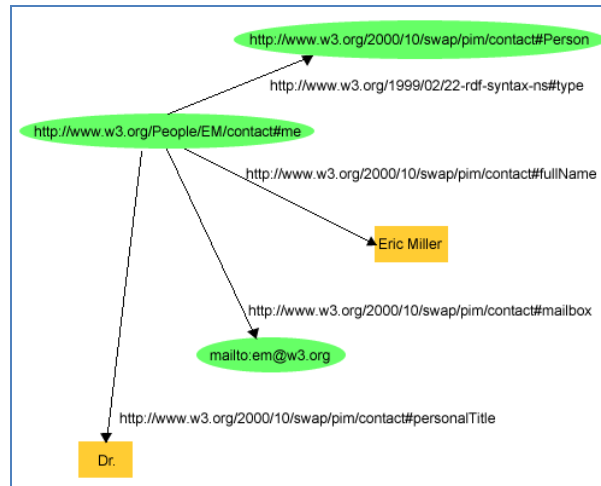 http://www.w3.org/2000/10/swap/pim/contact#Person
http://www.w3.org/1999/02/22-rdf-syntax-ns#type
http://www.w3.org/People/EM/contact#me
http://www.w3.org/2000/10/swap/pim/contact#fullName
Eric Miller
http://www.w3.org/2000/10/swap/pim/contact#mailbox
mailto:em@w3.org
http://www.w3.org/2000/10/swap/pim/contact#personalTitle
Dr.